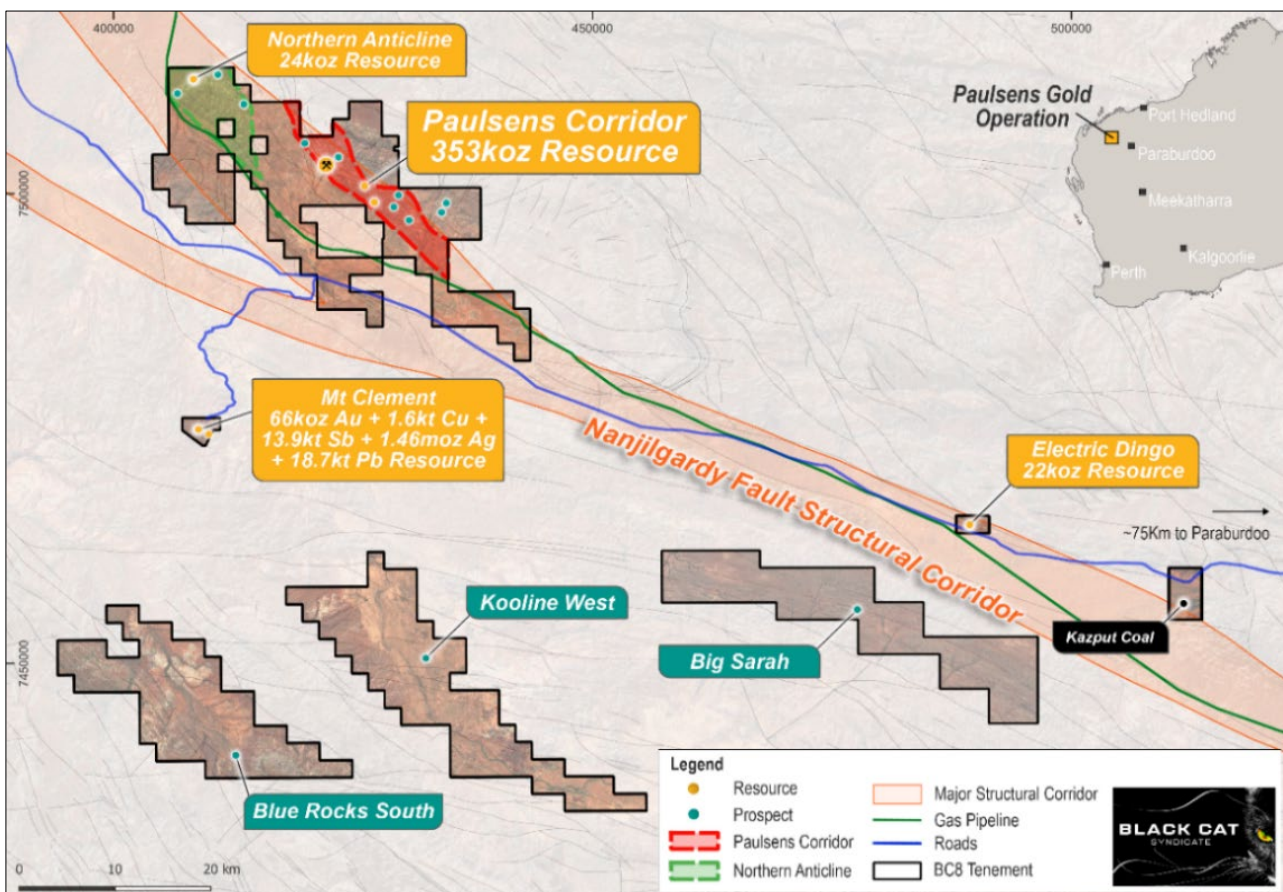 400000
450000
500000
Northern Anticline
24koz Resource
Paulsens Corridor
353koz Resource
Paulsens Gold
Operation
Port Hedland
Paraburdoo
Meekatharra
Kalgoorlie
Perth
7500000
Mt Clement
66koz Au + 1.6kt Cu +
13.9kt Sb + 1.46moz Ag
+ 18.7kt Pb Resource
Nanjilgardy Fault Structural Corridor
Electric Dingo
22koz Resource
~75Km to Paraburdoo
Kooline West
Big Sarah
Kazput Coal
7450000
Blue Rocks South
Legend
Resource
Prospect
Paulsens Corridor
Northern Anticline
Major Structural Corridor
Gas Pipeline
Roads
BC8 Tenement
BLACK CAT
SYNDICATE
0 10 20 km